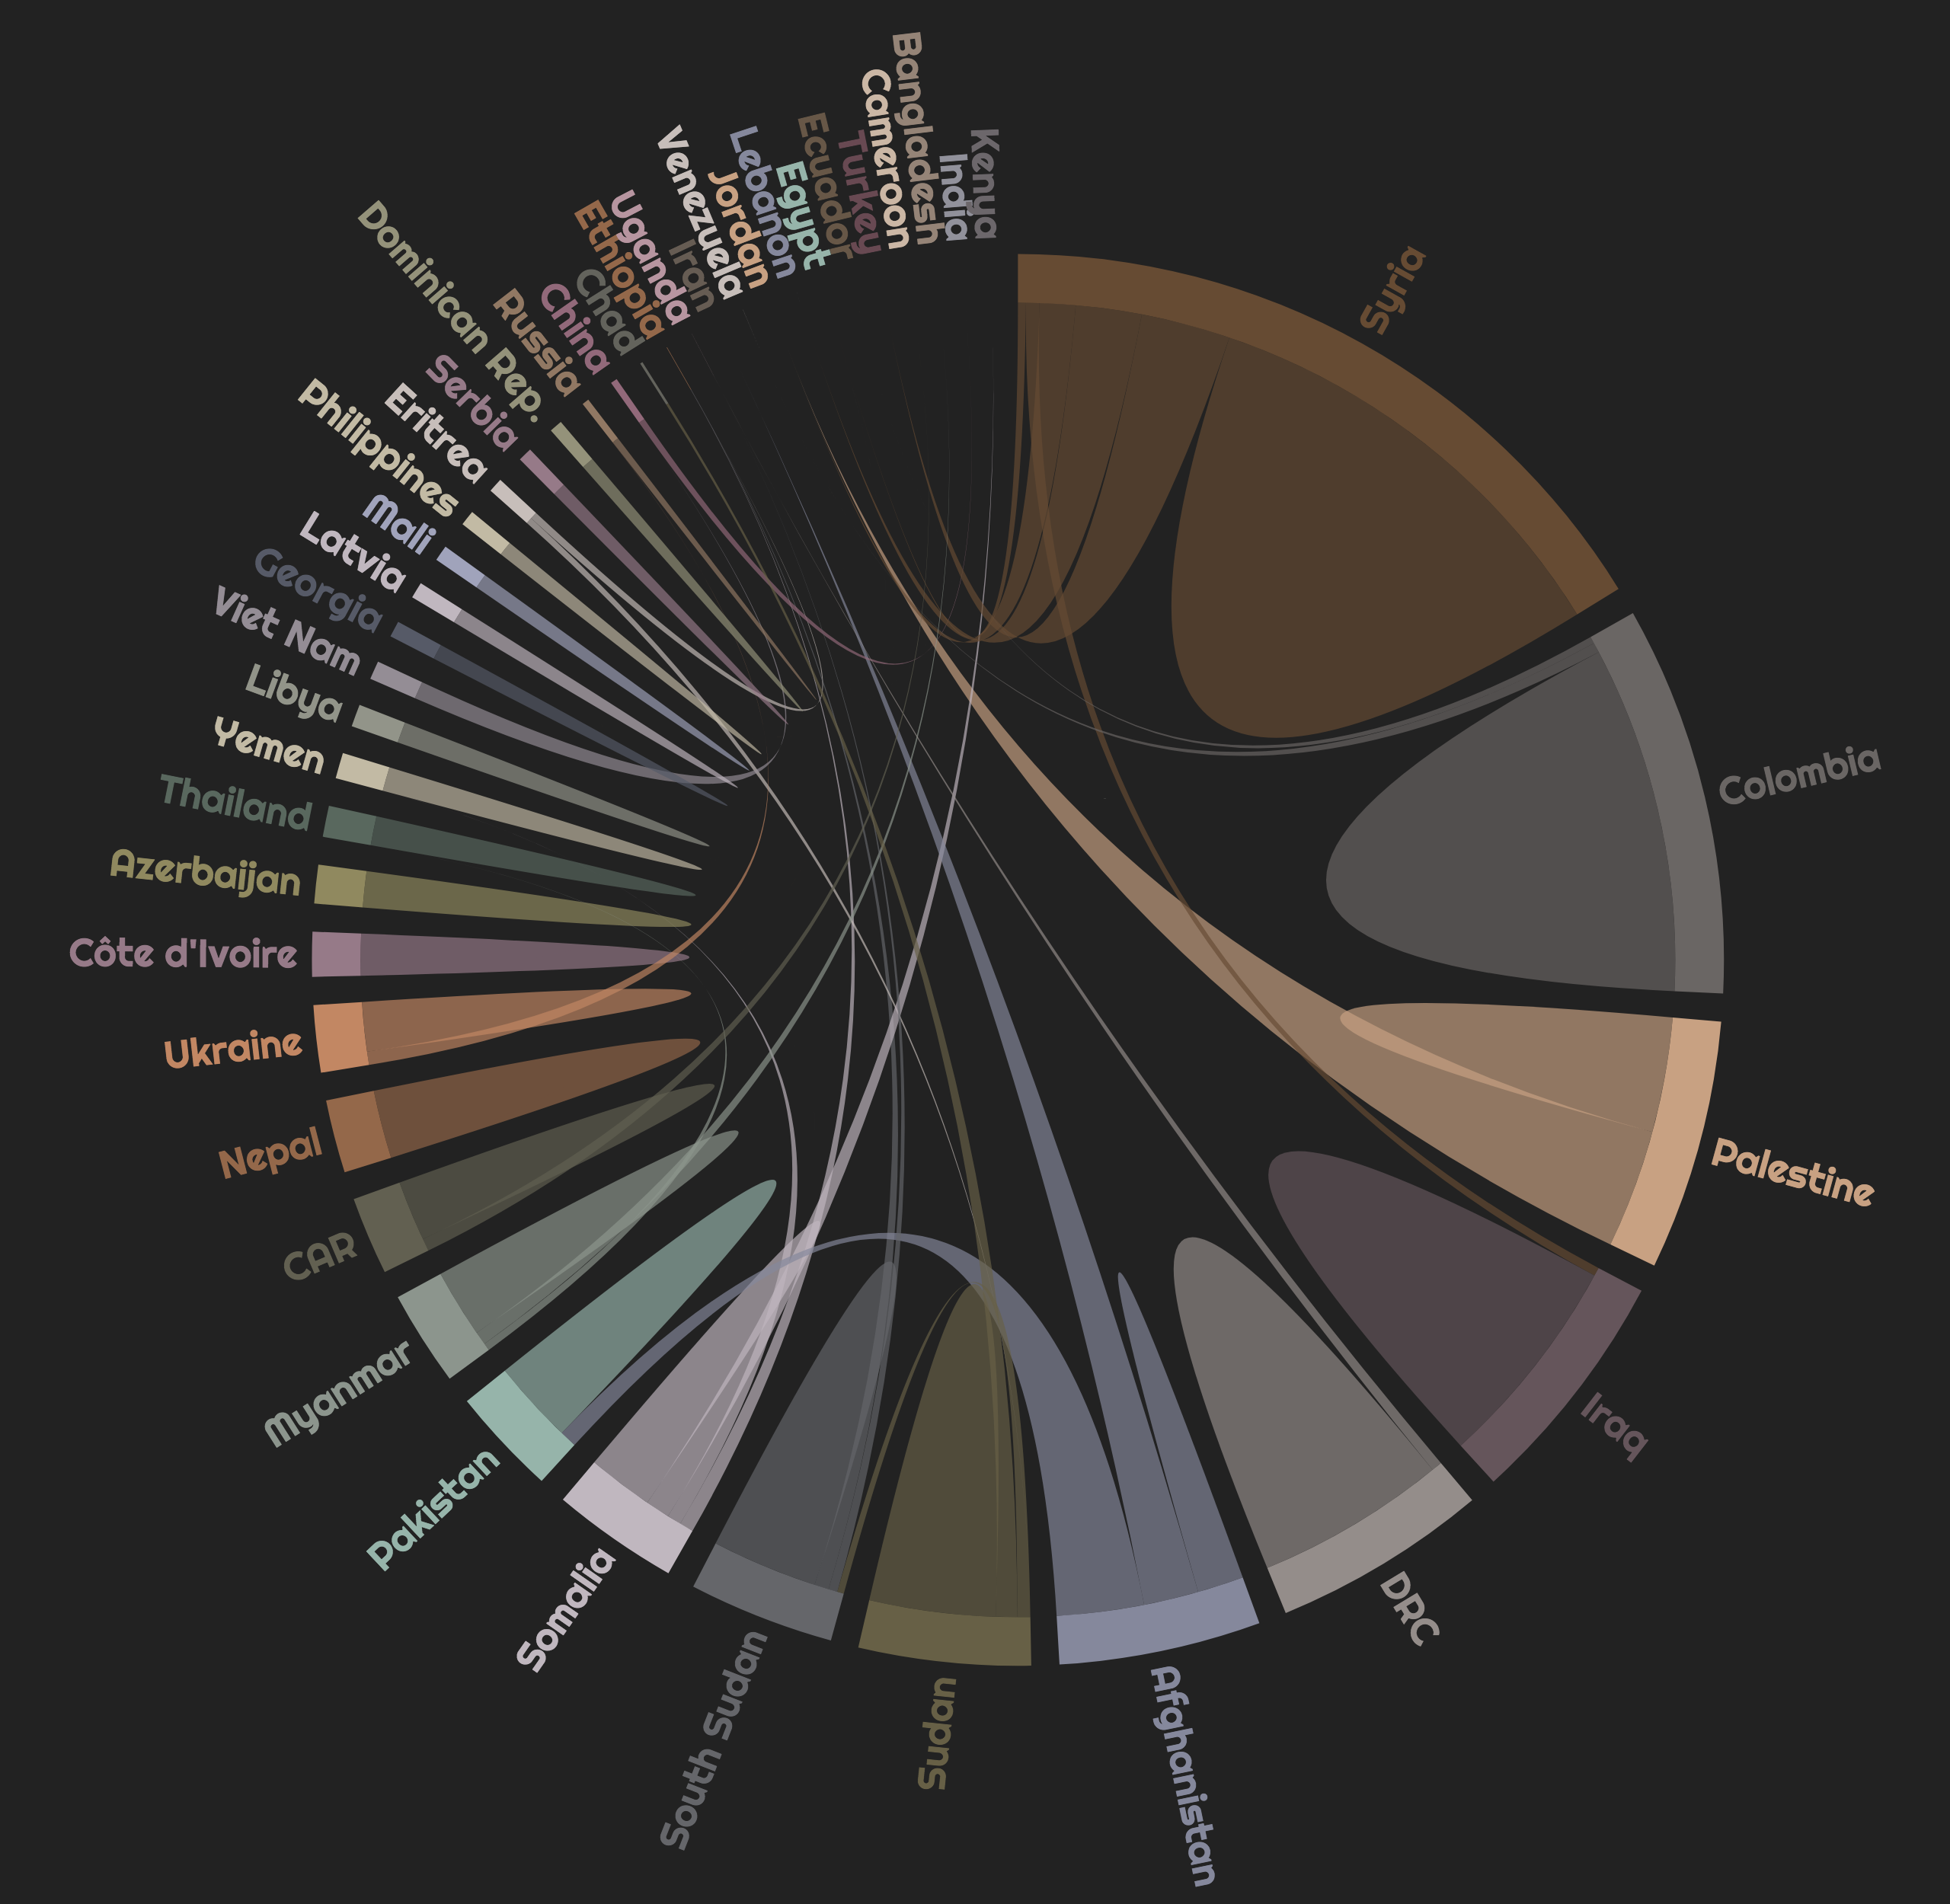 Syria
Colombia
Palestine
Iraq
DRC
Afghanistan
Sudan
South Sudan
Somalia
Pakistan
Myanmar
CAR
Nepal
Ukraine
Côte d'Ivoire
Azerbaijan
Thailand
Yemen
Libya
Viet Nam
Georgia
Latvia
Mali
Philippines
Eritrea
Serbia
Dominican Rep.
Russia
China
Chad
Ethiopia
Uganda
Iran
Venezuela
Jordan
Lebanon
Egypt
Ecuador
Turkey
Cameroon
Bangladesh
India
Kenya